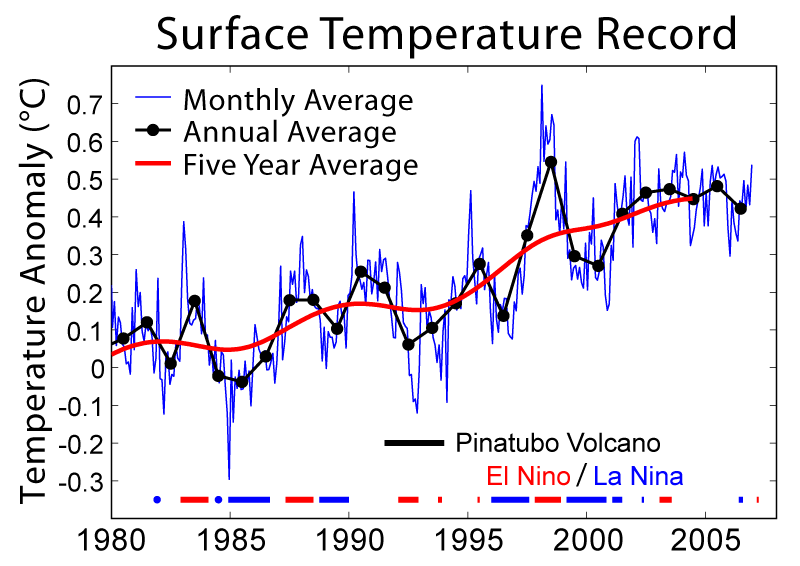 Surface Temperature Record
Temperature Anomaly (°C)
Monthly Average
Annual Average
Five Year Average
0.7
0.6
0.5
0.4
0.3
0.2
0.1
0
-0.1
-0.2
-0.3
Pinatubo Volcano
El Nino / La Nina
1980 1985 1990 1995 2000 2005